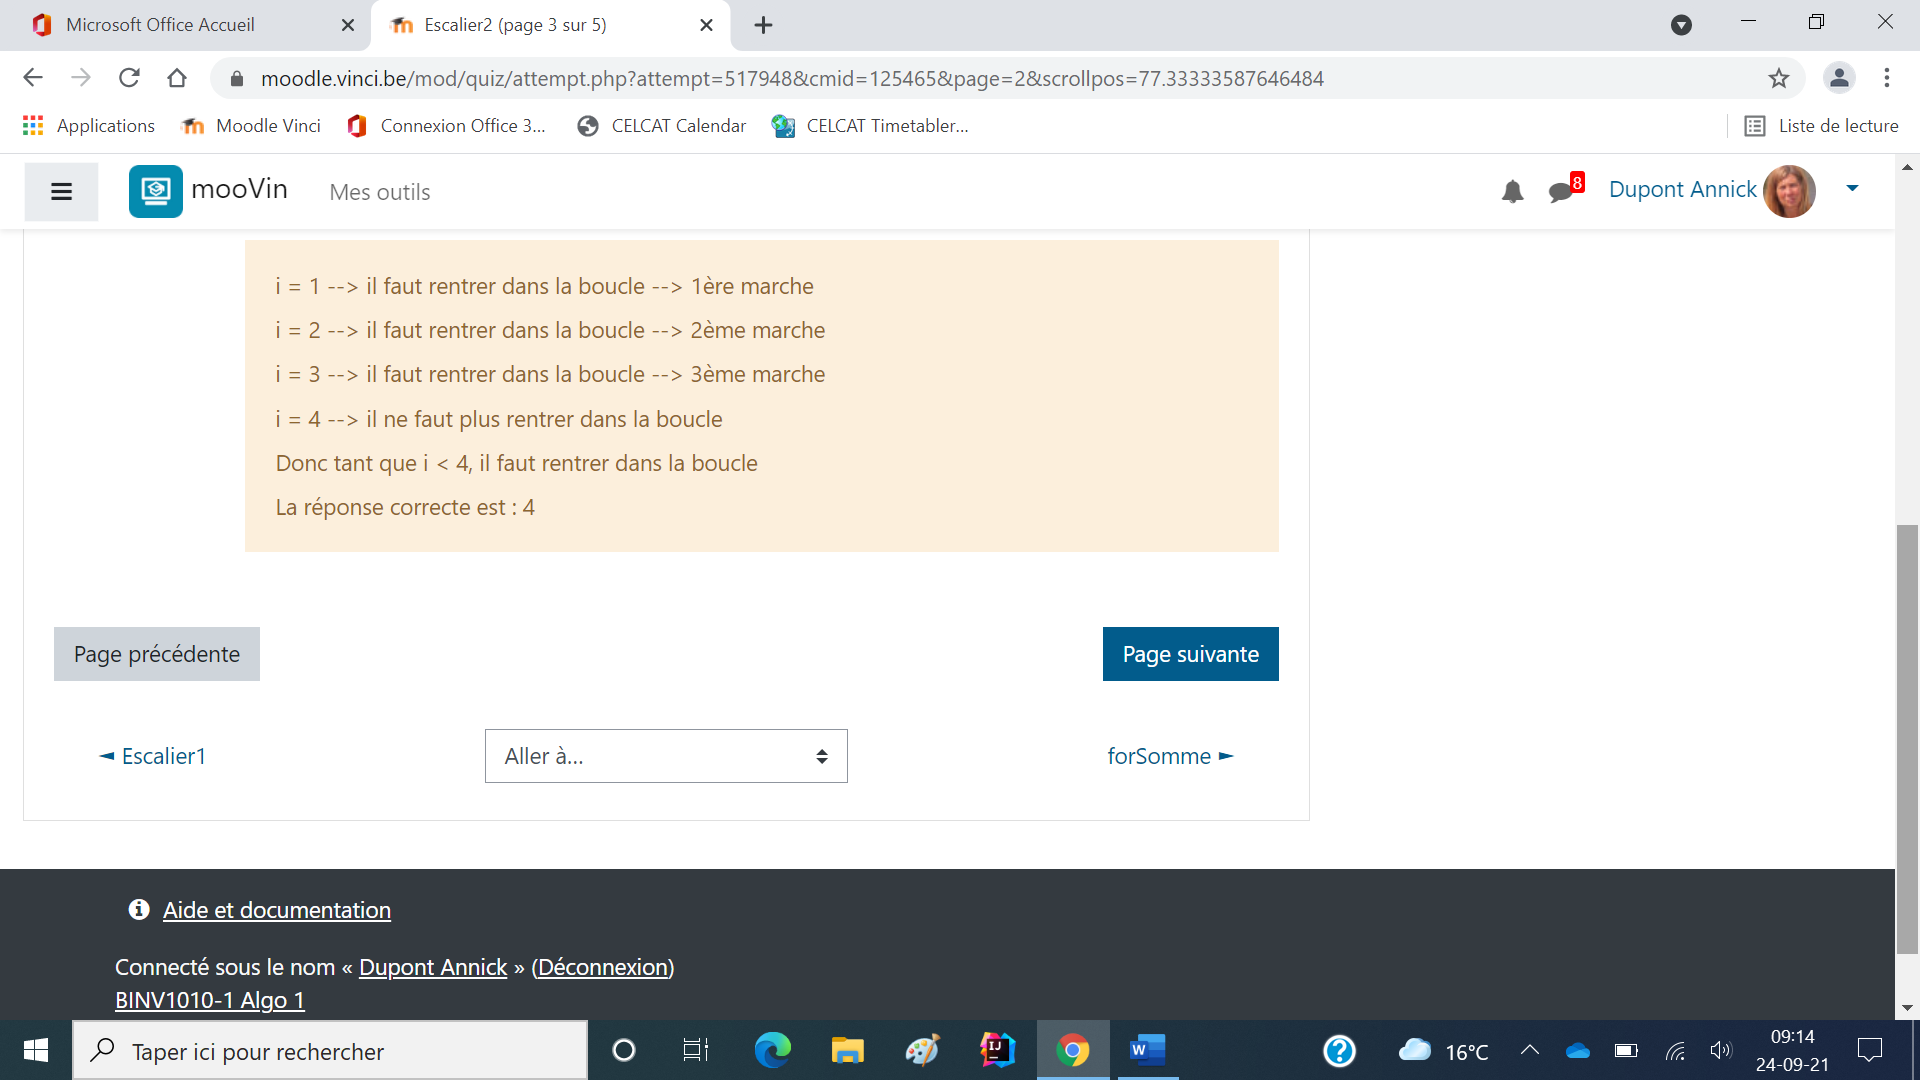 Microsoft Office Accueil
Escalier2 (page 3 sur 5)
moodle.vinci.be/mod/quiz/attempt.php?attempt=517948&cmid=125465&page=2&scrollpos=77.33333587646484
Applications
Moodle Vinci
Connexion Office 3...
CELCAT Calendar
CELCAT Timetabler...
Liste de lecture
mooVin
Mes outils
8
Dupont Annick
i = 1 --> il faut rentrer dans la boucle --> 1ère marche
i = 2 --> il faut rentrer dans la boucle --> 2ème marche
i = 3 --> il faut rentrer dans la boucle --> 3ème marche
i = 4 --> il ne faut plus rentrer dans la boucle
Donc tant que i < 4, il faut rentrer dans la boucle
La réponse correcte est : 4
Page précédente
Page suivante
◄ Escalier1
Aller à...
forSomme ►
Aide et documentation
Connecté sous le nom « Dupont Annick » (Déconnexion)
BINV1010-1 Algo 1
Taper ici pour rechercher
IJ
W
16°C
09:14
24-09-21